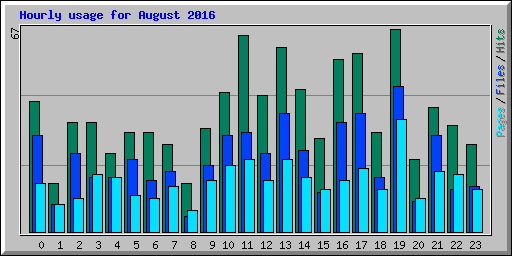 Hourly usage for August 2016
67
Pages / Files / Hits
0 1 2 3 4 5 6 7 8 9 10 11 12 13 14 15 16 17 18 19 20 21 22 23